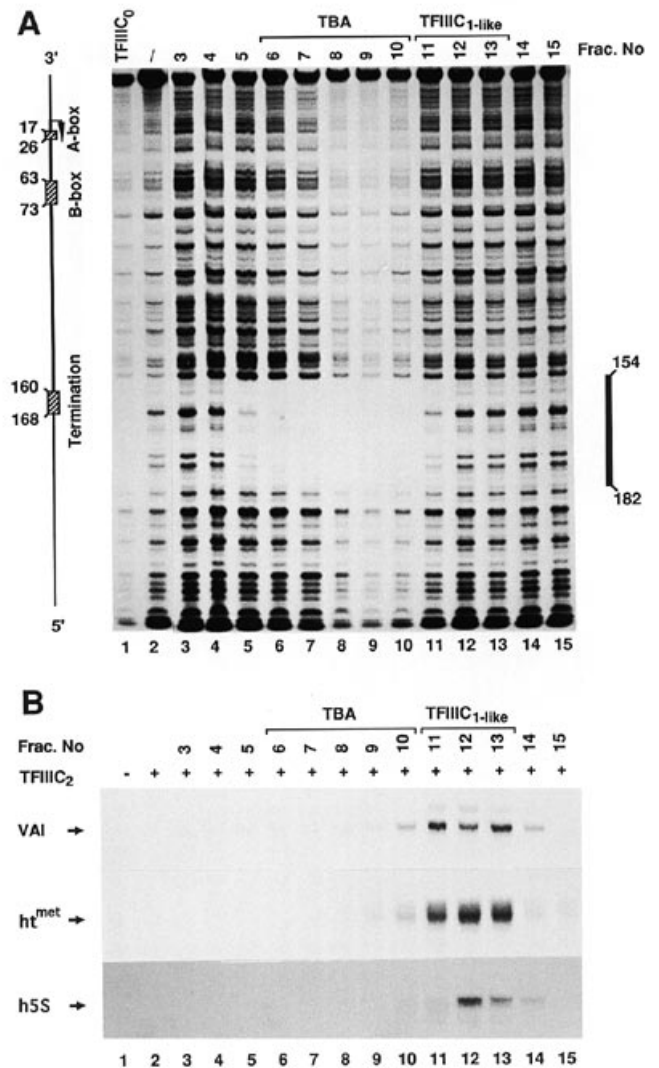 A
TBA
TFIIIC1-like
TFIIIC0 / 3 4 5 6 7 8 9 10 11 12 13 14 15 Frac. No
3'
17
26
A-box
63
73
B-box
160
168
Termination
5'
154
182
1 2 3 4 5 6 7 8 9 10 11 12 13 14 15
B
TBA
TFIIIC1-like
Frac. No 3 4 5 6 7 8 9 10 11 12 13 14 15
TFIIIC2 - + + + + + + + + + + + + + +
VAI
htmet
h5S
1 2 3 4 5 6 7 8 9 10 11 12 13 14 15